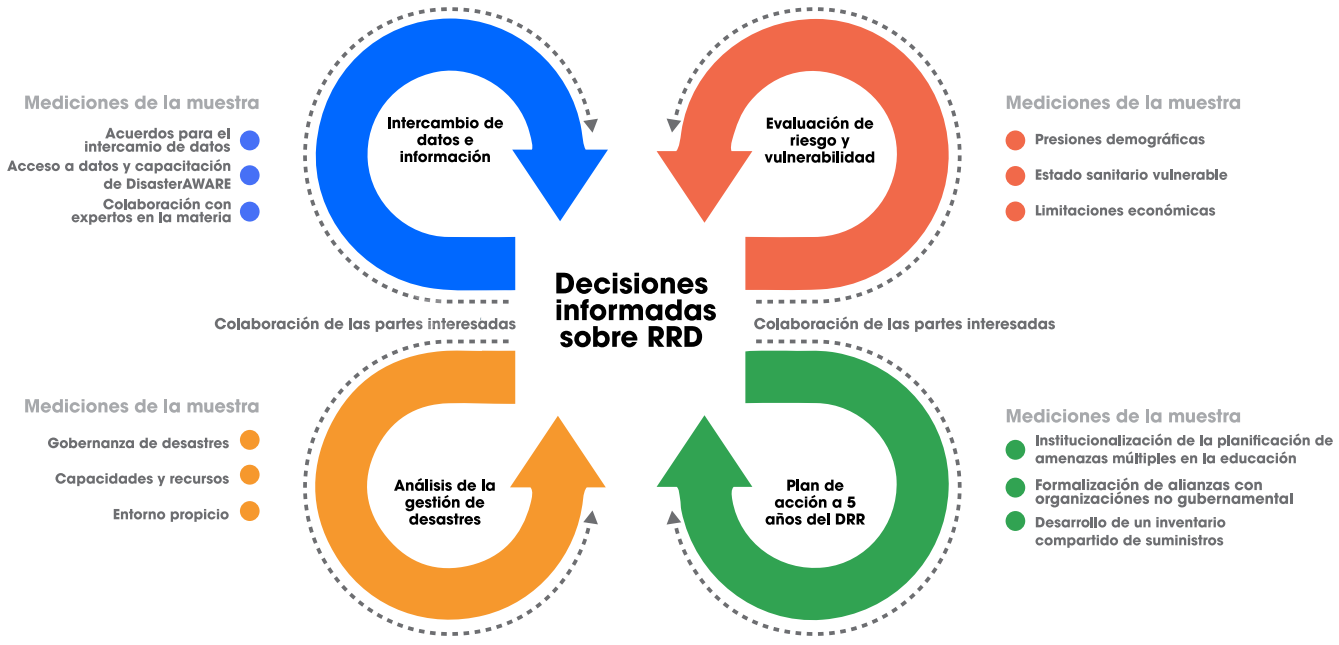 Mediciones de la muestra
Acuerdos para el
intercamio de datos
Acceso a datos y capacitación
de DisasterAWARE
Colaboración con
expertos en la materia
Intercambio de
datos e
información
Evaluación de
riesgo y
vulnerabilidad
Mediciones de la muestra
Presiones demográficas
Estado sanitario vulnerable
Limitaciones económicas
Decisiones
informadas
sobre RRD
Colaboración de las partes interesadas
Colaboración de las partes interesadas
Mediciones de la muestra
Gobernanza de desastres
Capacidades y recursos
Entorno propicio
Análisis de la
gestión de
desastres
Plan de
acción a 5
años del DRR
Mediciones de la muestra
Institucionalización de la planificación de
amenazas múltiples en la educación
Formalización de alianzas con
organizaciónes no gubernamental
Desarrollo de un inventario
compartido de suministros